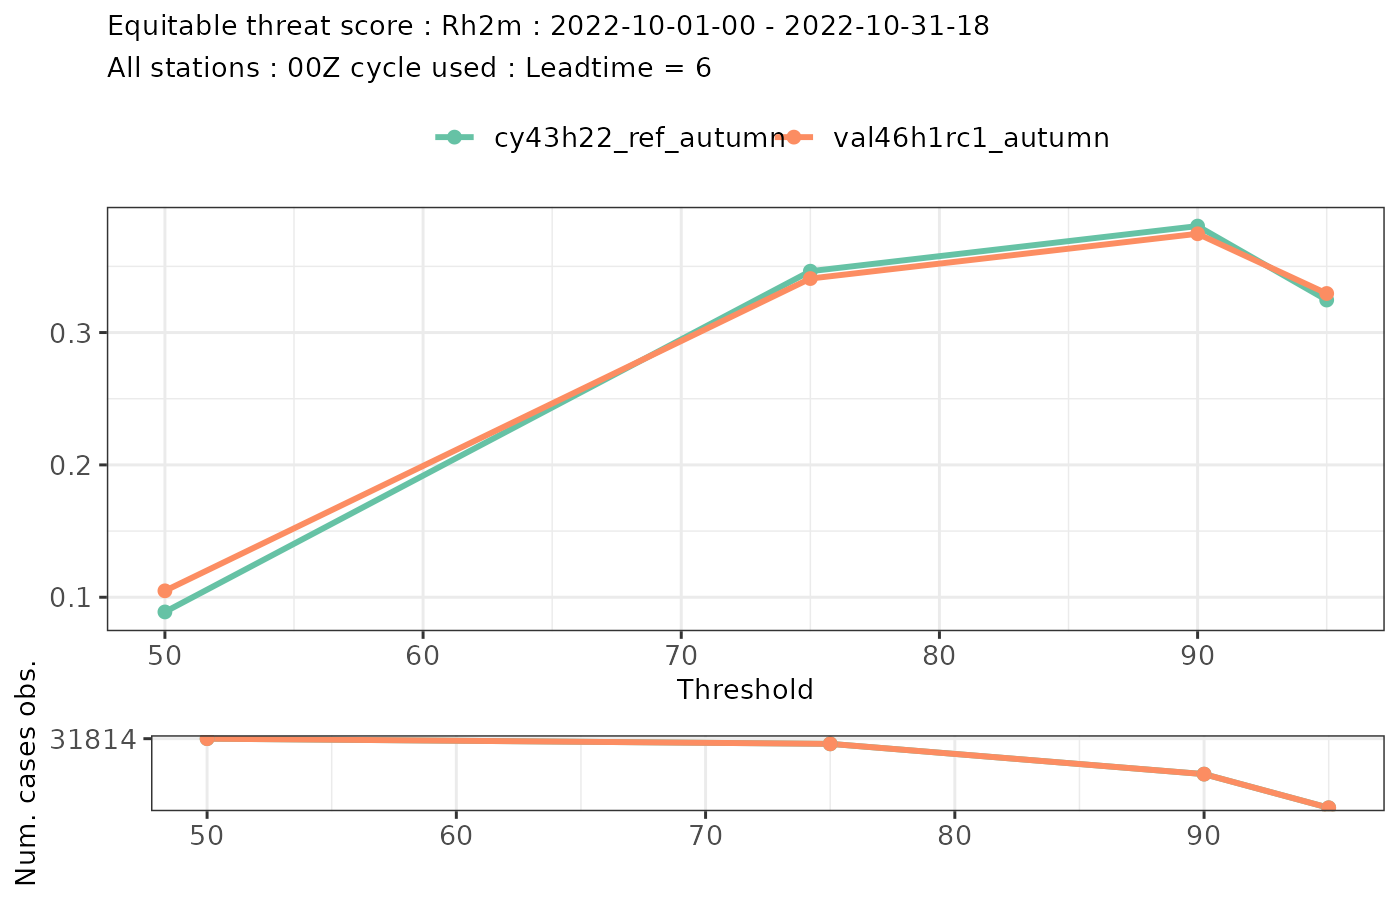 Equitable threat score : Rh2m : 2022-10-01-00 - 2022-10-31-18
All stations : 00Z cycle used : Leadtime = 6
cy43h22_ref_autumn val46h1rc1_autumn
0.3
0.2
0.1
50 60 70 80 90
Threshold
Num. cases obs.
31814
50 60 70 80 90